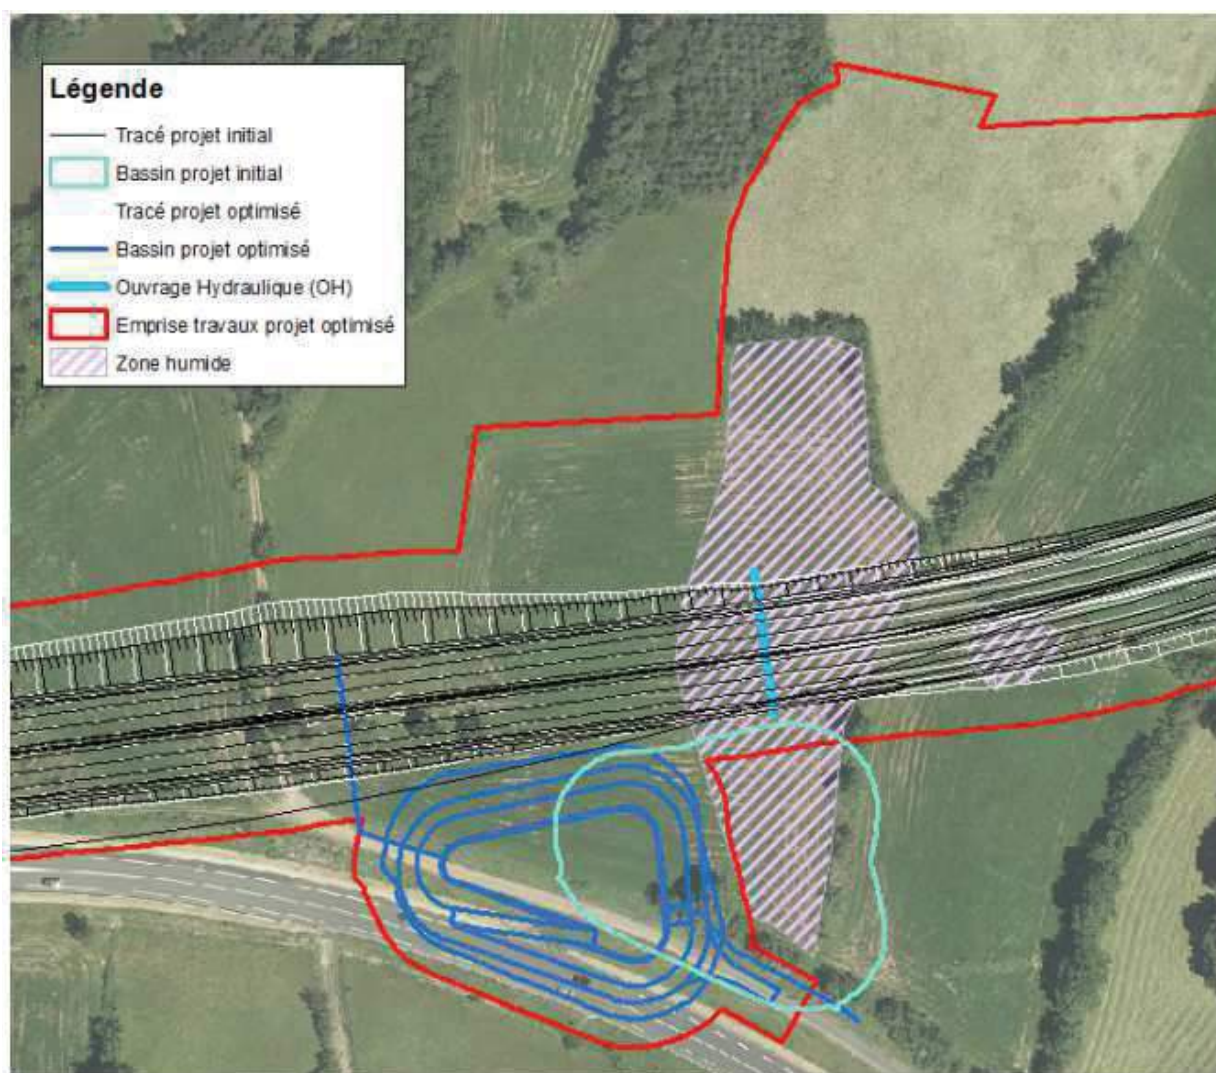 Légende
Tracé projet initial
Bassin projet initial
Tracé projet optimisé
Bassin projet optimisé
Ouvrage Hydraulique (OH)
Emprise travaux projet optimisé
Zone humide